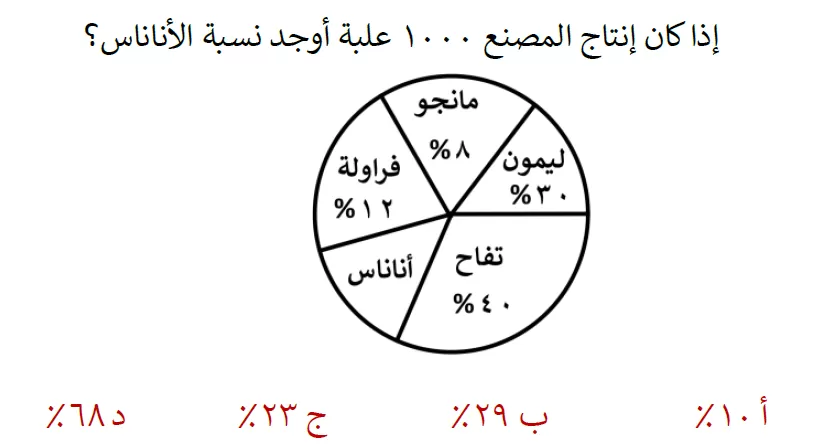 إذا كان إنتاج المصنع ١٠٠٠ علبة أوجد نسبة الأناناس؟
مانجو
٨%
ليمون
٣٠%
فراولة
١٢%
أناناس
تفاح
٤٠%
أ ١٠٪ ب ٢٩٪ ج ٢٣٪ د ٦٨٪